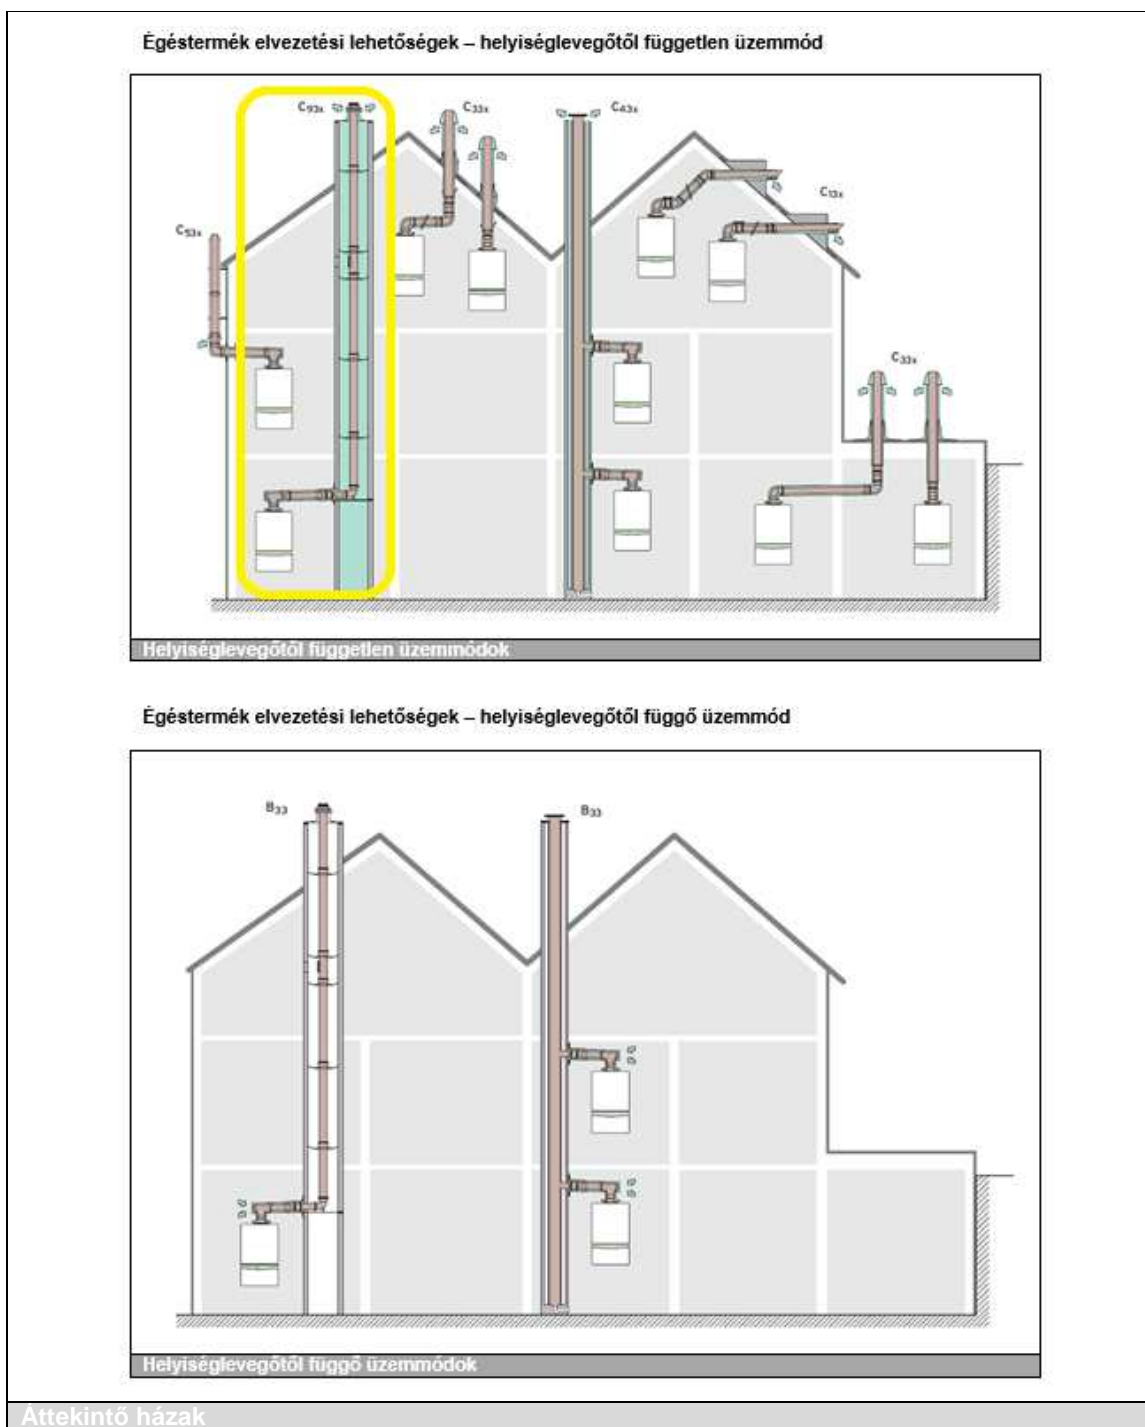 Égéstermék elvezetési lehetőségek – helyiséglevegőtől független üzemmód
C93x
C33x
C43x
C13x
C53x
C33x
Helyiséglevegőtől független üzemmódok
Égéstermék elvezetési lehetőségek – helyiséglevegőtől függő üzemmód
B33
B33
Helyiséglevegőtől függő üzemmódok
Áttekintő házak